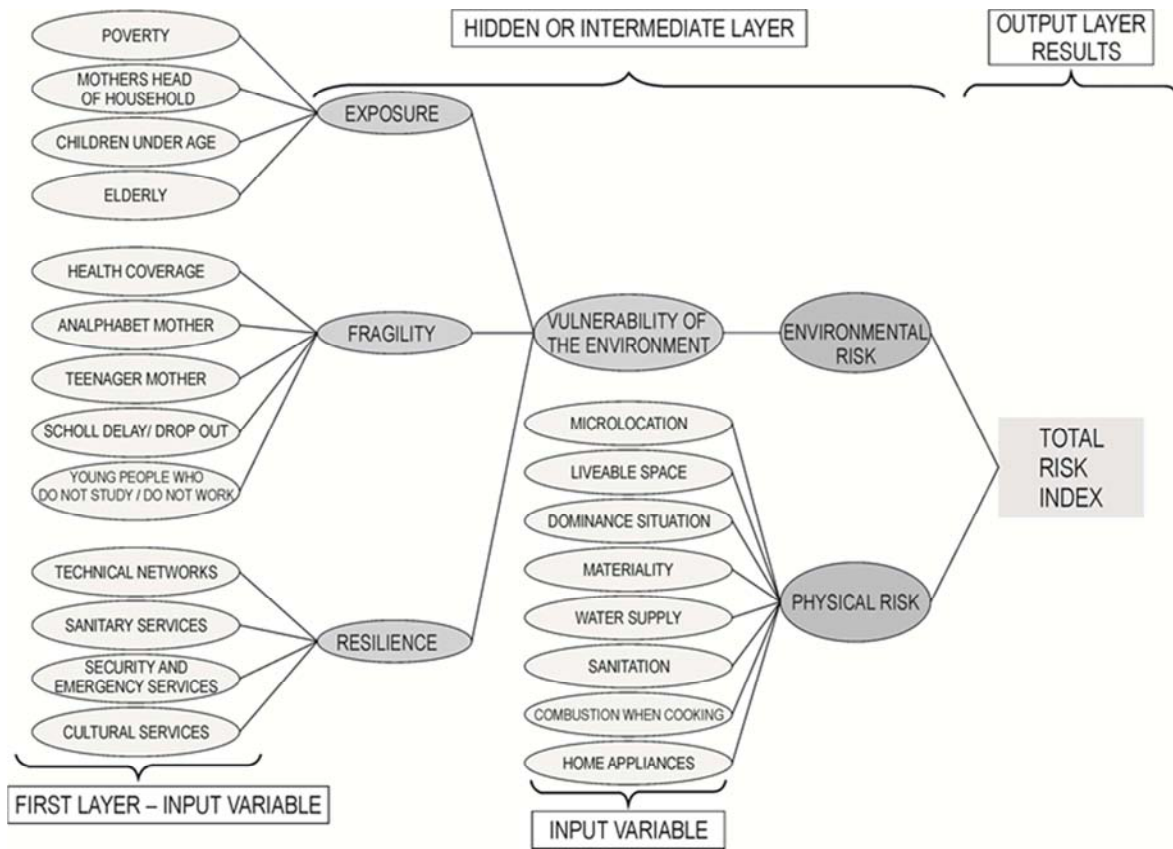 HIDDEN OR INTERMEDIATE LAYER
OUTPUT LAYER
RESULTS
POVERTY
MOTHERS HEAD
OF HOUSEHOLD
CHILDREN UNDER AGE
ELDERLY
EXPOSURE
HEALTH COVERAGE
ANALPHABET MOTHER
TEENAGER MOTHER
SCHOLL DELAY/ DROP OUT
YOUNG PEOPLE WHO
DO NOT STUDY / DO NOT WORK
FRAGILITY
TECHNICAL NETWORKS
SANITARY SERVICES
SECURITY AND
EMERGENCY SERVICES
CULTURAL SERVICES
RESILIENCE
FIRST LAYER – INPUT VARIABLE
VULNERABILITY OF
THE ENVIRONMENT
ENVIRONMENTAL
RISK
MICROLOCATION
LIVEABLE SPACE
DOMINANCE SITUATION
MATERIALITY
WATER SUPPLY
SANITATION
COMBUSTION WHEN COOKING
HOME APPLIANCES
INPUT VARIABLE
PHYSICAL RISK
TOTAL
RISK
INDEX